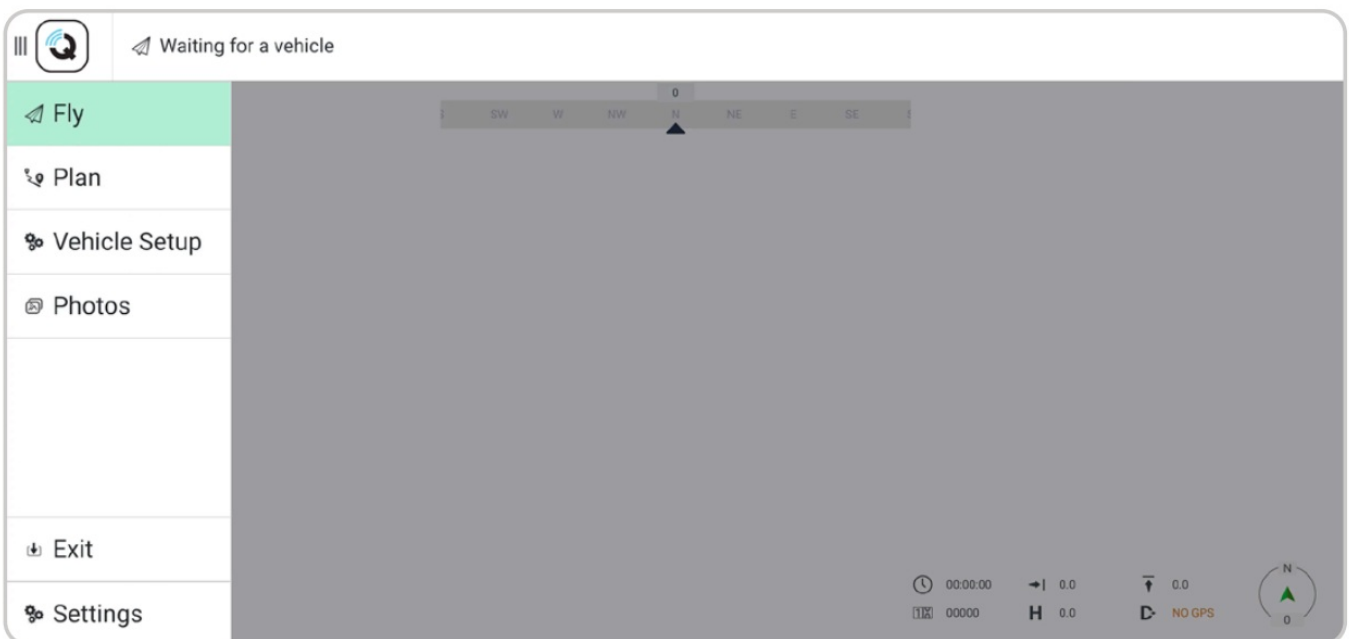 Waiting for a vehicle
Fly
Plan
Vehicle Setup
Photos
Exit
Settings
0
SW W NW N NE E SE
00:00:00 0.0 0.0
00000 H 0.0 D NO GPS
N
0